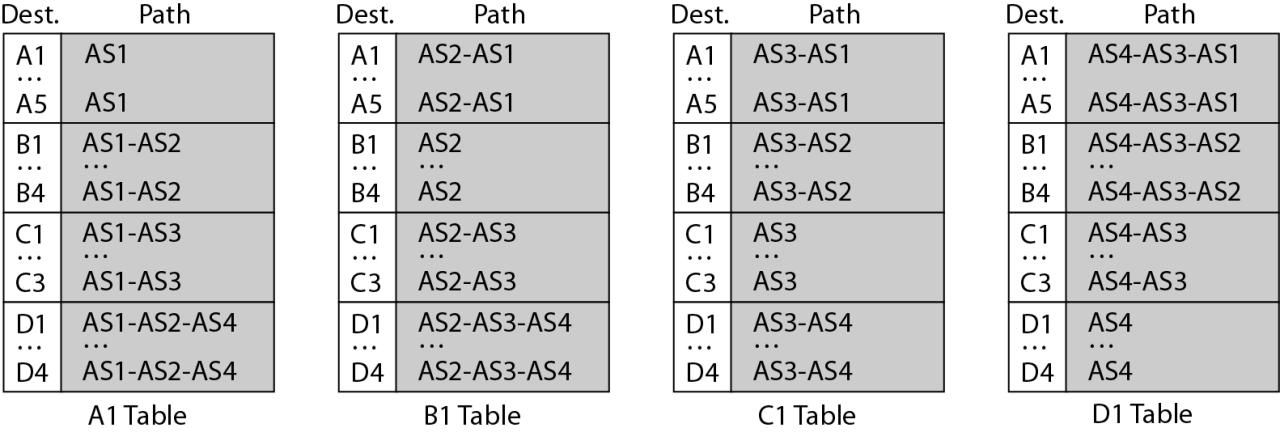 Dest. Path Dest. Path Dest. Path Dest. Path
A1 AS1 A1 AS2-AS1 A1 AS3-AS1 A1 AS4-AS3-AS1
... ... ... ...
A5 AS1 A5 AS2-AS1 A5 AS3-AS1 A5 AS4-AS3-AS1
B1 AS1-AS2 B1 AS2 B1 AS3-AS2 B1 AS4-AS3-AS2
... ... ... ... ... ... ... ...
B4 AS1-AS2 B4 AS2 B4 AS3-AS2 B4 AS4-AS3-AS2
C1 AS1-AS3 C1 AS2-AS3 C1 AS3 C1 AS4-AS3
... ... ... ... ... ... ... ...
C3 AS1-AS3 C3 AS2-AS3 C3 AS3 C3 AS4-AS3
D1 AS1-AS2-AS4 D1 AS2-AS3-AS4 D1 AS3-AS4 D1 AS4
... ... ... ... ... ... ... ...
D4 AS1-AS2-AS4 D4 AS2-AS3-AS4 D4 AS3-AS4 D4 AS4
A1 Table B1 Table C1 Table D1 Table